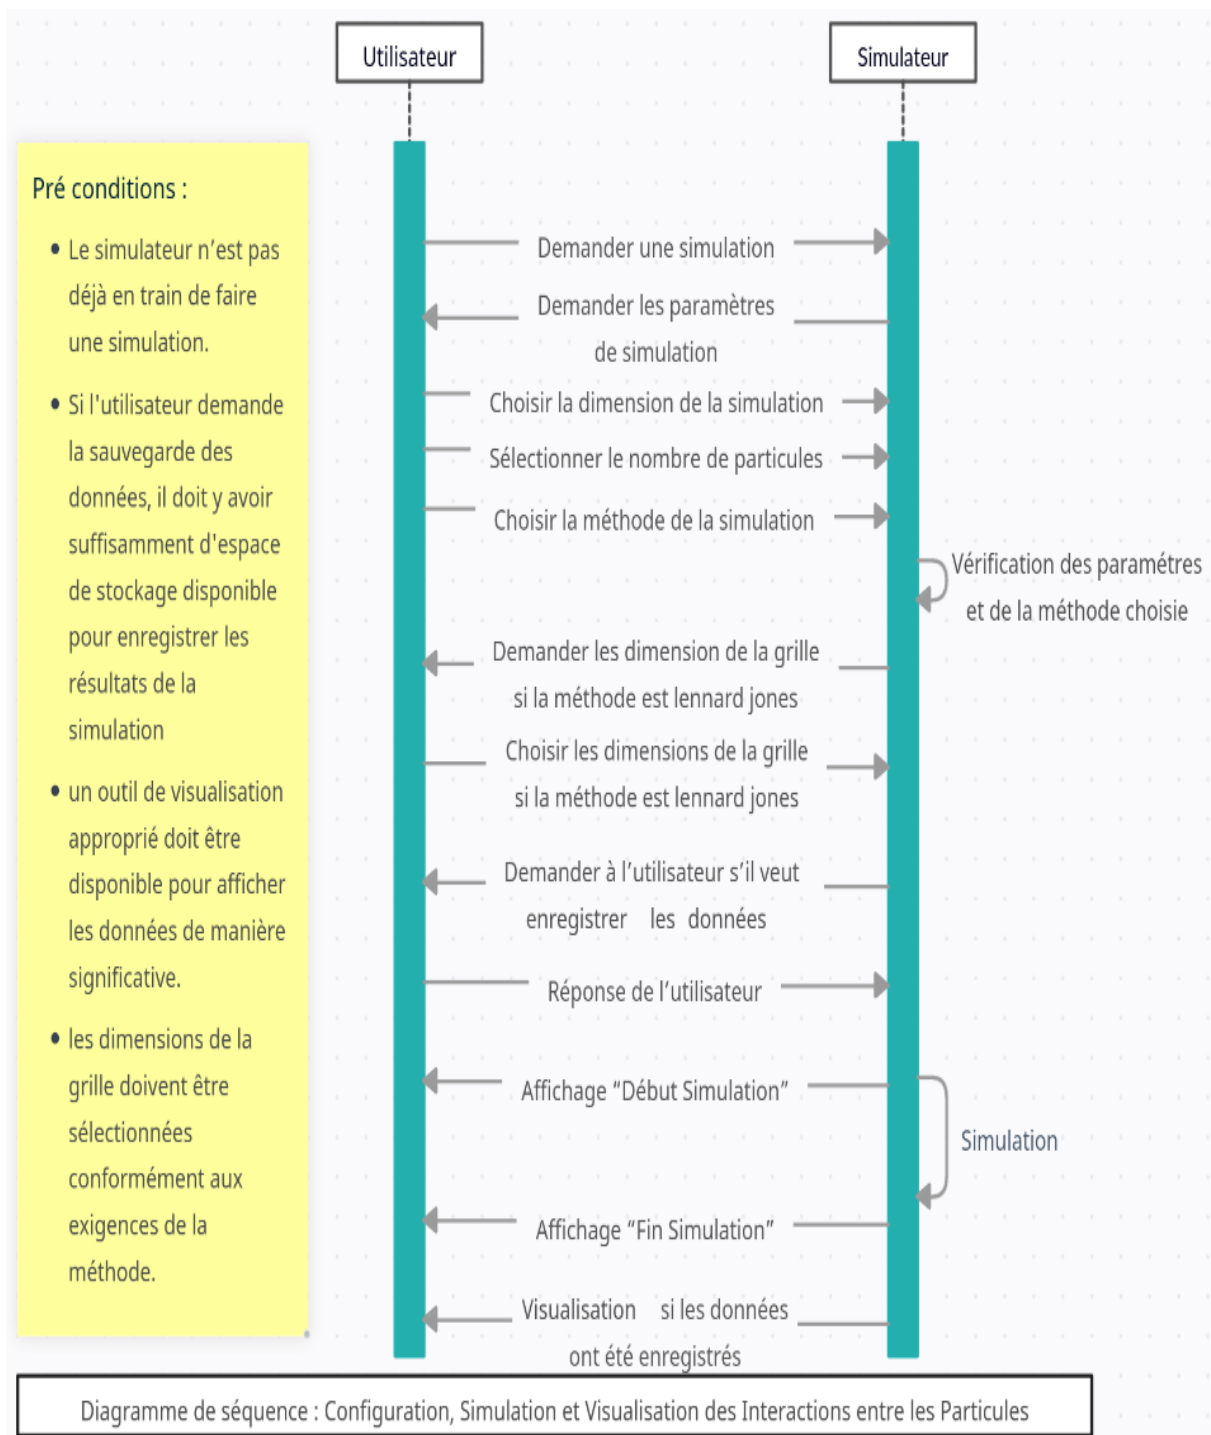 Utilisateur
Simulateur
Pré conditions :
• Le simulateur n’est pas
déjà en train de faire
une simulation.
• Si l'utilisateur demande
la sauvegarde des
données, il doit y avoir
suffisamment d'espace
de stockage disponible
pour enregistrer les
résultats de la
simulation
• un outil de visualisation
approprié doit être
disponible pour afficher
les données de manière
significative.
• les dimensions de la
grille doivent être
sélectionnées
conformément aux
exigences de la
méthode.
Demander une simulation
Demander les paramètres
de simulation
Choisir la dimension de la simulation
Sélectionner le nombre de particules
Choisir la méthode de la simulation
Vérification des paramétres
et de la méthode choisie
Demander les dimension de la grille
si la méthode est lennard jones
Choisir les dimensions de la grille
si la méthode est lennard jones
Demander à l’utilisateur s’il veut
enregistrer les données
Réponse de l’utilisateur
Affichage “Début Simulation”
Simulation
Affichage “Fin Simulation”
Visualisation si les données
ont été enregistrés
Diagramme de séquence : Configuration, Simulation et Visualisation des Interactions entre les Particules